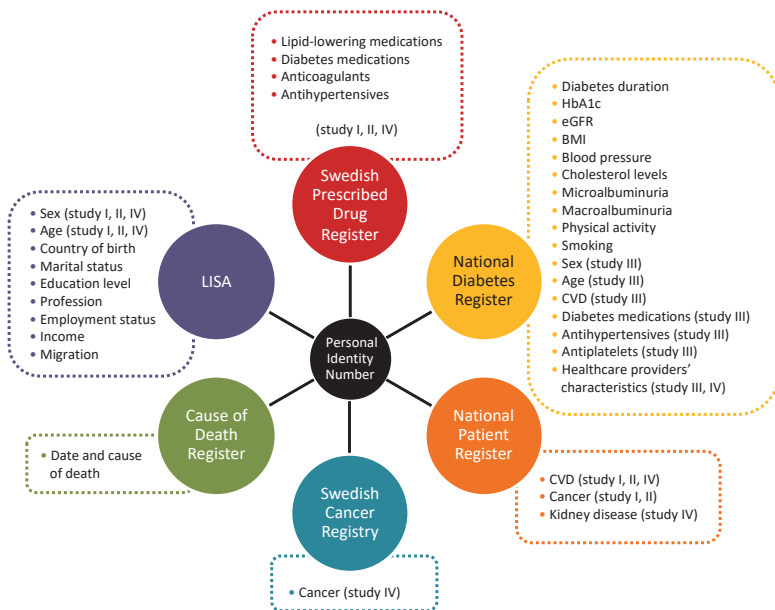 • Lipid-lowering medications
• Diabetes medications
• Anticoagulants
• Antihypertensives
(study I, II, IV)
Swedish
Prescribed
Drug
Register
• Diabetes duration
• HbA1c
• eGFR
• BMI
• Blood pressure
• Cholesterol levels
• Microalbuminuria
• Macroalbuminuria
• Physical activity
• Smoking
• Sex (study III)
• Age (study III)
• CVD (study III)
• Diabetes medications (study III)
• Antihypertensives (study III)
• Antiplatelets (study III)
• Healthcare providers’
characteristics (study III, IV)
National
Diabetes
Register
• Sex (study I, II, IV)
• Age (study I, II, IV)
• Country of birth
• Marital status
• Education level
• Profession
• Employment status
• Income
• Migration
LISA
Personal
Identity
Number
Cause of
Death
Register
• Date and cause
of death
National
Patient
Register
• CVD (study I, II, IV)
• Cancer (study I, II)
• Kidney disease (study IV)
Swedish
Cancer
Registry
• Cancer (study IV)